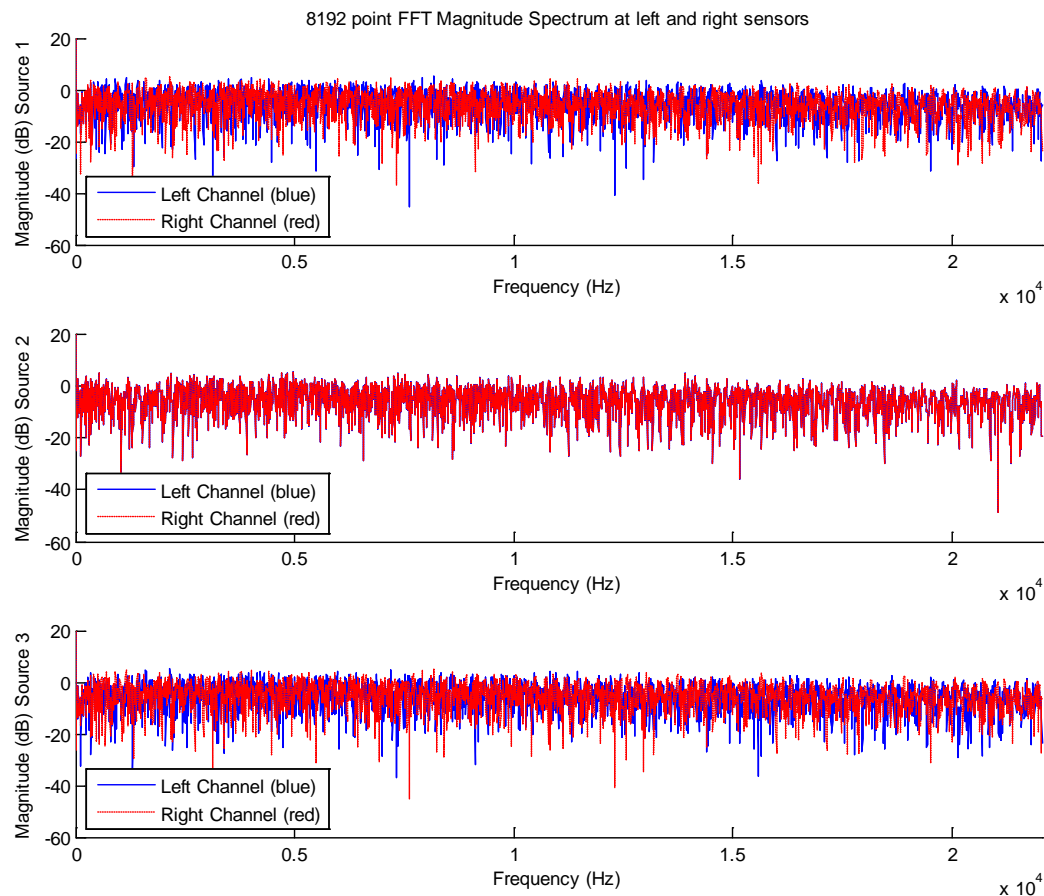 8192 point FFT Magnitude Spectrum at left and right sensors
Magnitude (dB) Source 1
20
0
-20
-40
-60
Left Channel (blue)
Right Channel (red)
0 0.5 1 1.5 2
Frequency (Hz)
x 10^4
Magnitude (dB) Source 2
20
0
-20
-40
-60
Left Channel (blue)
Right Channel (red)
0 0.5 1 1.5 2
Frequency (Hz)
x 10^4
Magnitude (dB) Source 3
20
0
-20
-40
-60
Left Channel (blue)
Right Channel (red)
0 0.5 1 1.5 2
Frequency (Hz)
x 10^4